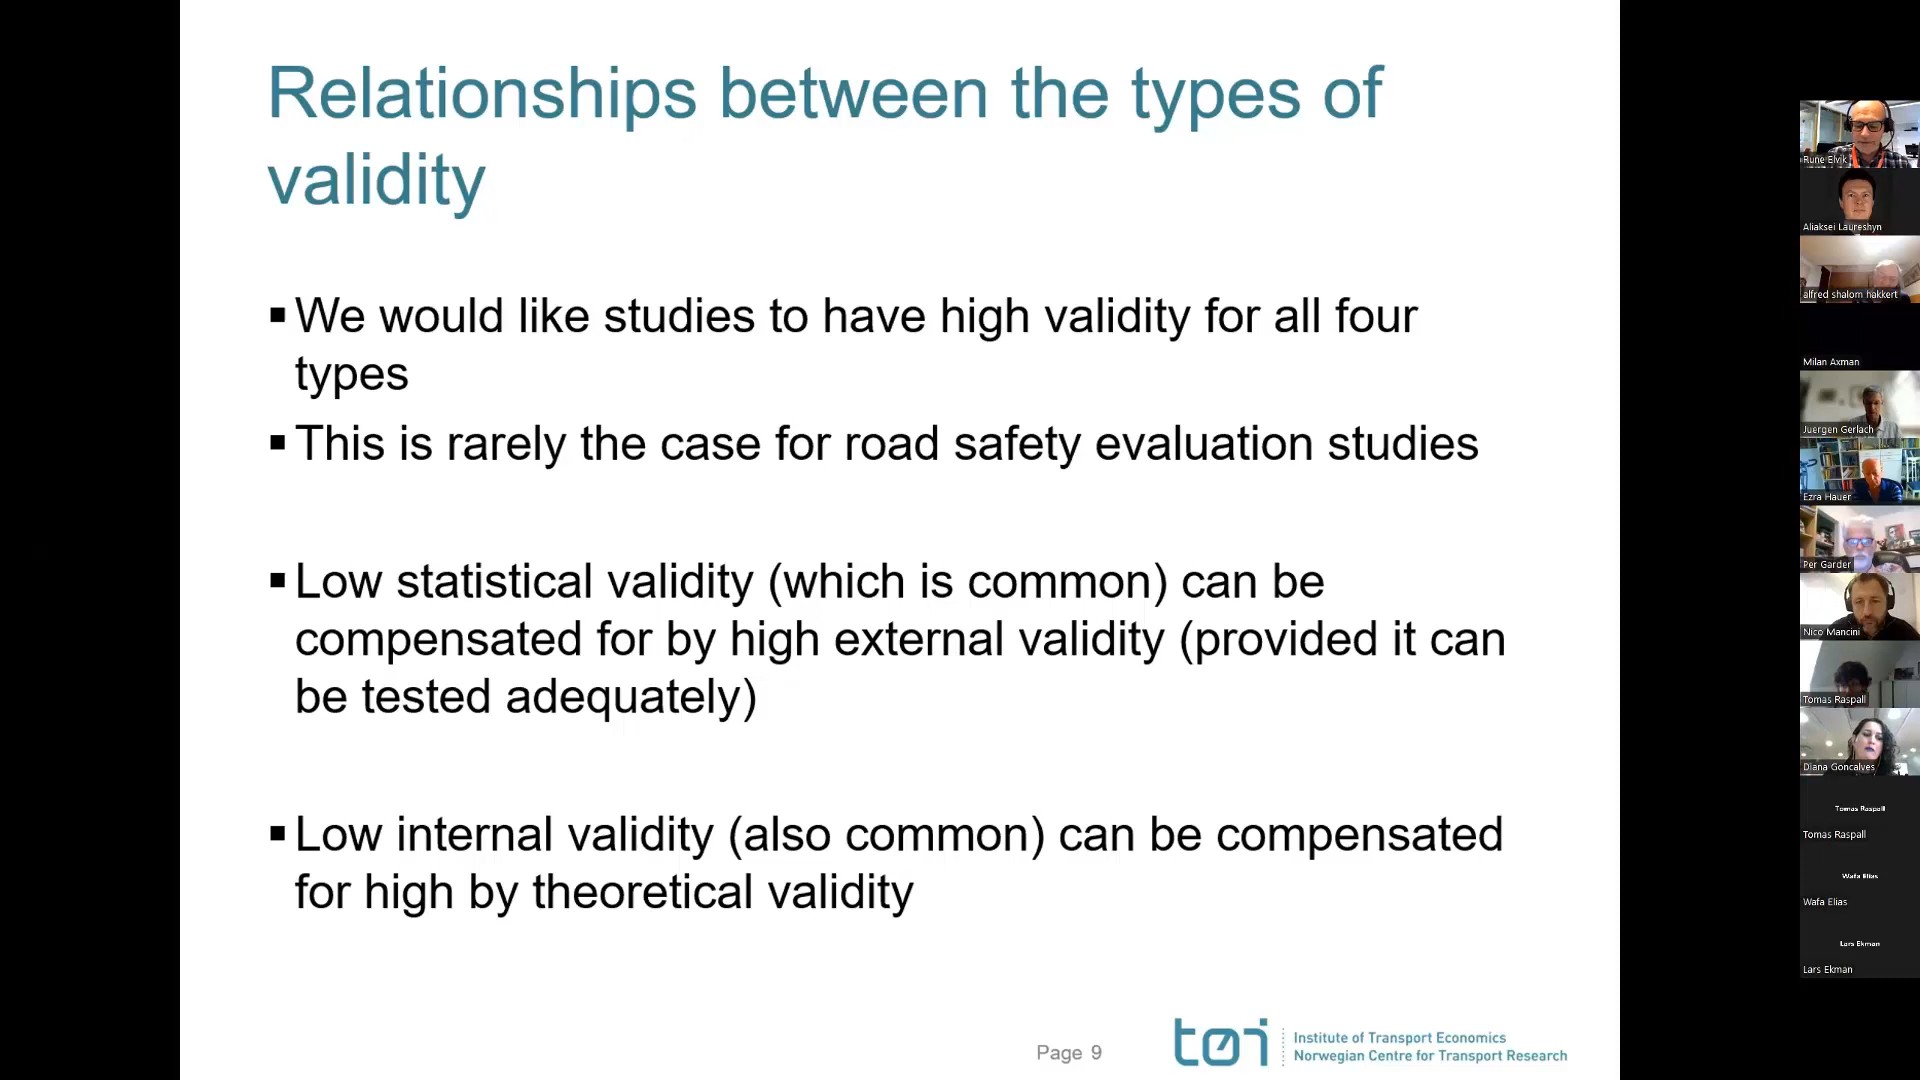 Relationships between the types of
validity
▪We would like studies to have high validity for all four
types
▪This is rarely the case for road safety evaluation studies
▪Low statistical validity (which is common) can be
compensated for by high external validity (provided it can
be tested adequately)
▪Low internal validity (also common) can be compensated
for high by theoretical validity
Page 9
tøi
Institute of Transport Economics
Norwegian Centre for Transport Research
Rune Elvik
Aliaksei Laureshyn
alfred shalom hakkert
Milan Axman
Juergen Gerlach
Ezra Hauer
Per Garder
Nico Mancini
Tomas Raspall
Diana Goncalves
Tomas Raspall
Tomas Raspall
Wafa Elias
Wafa Elias
Lars Ekman
Lars Ekman